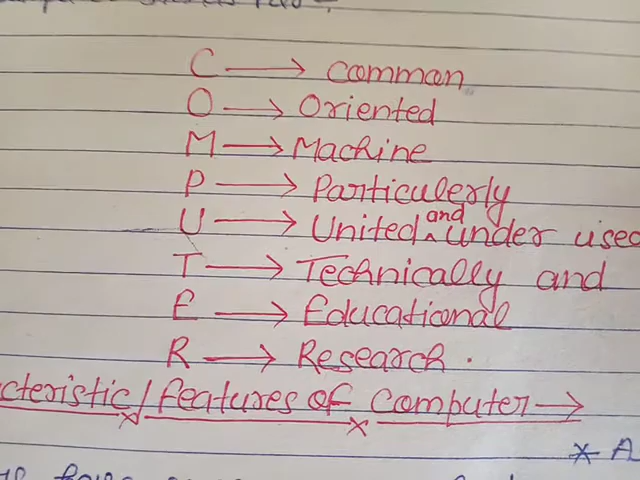 C → Common
O → Oriented
M → Machine
P → Particulerly
U → United and under used
T → Technically and
E → Educational
R → Research.
cteristic/features of Computer →
* A